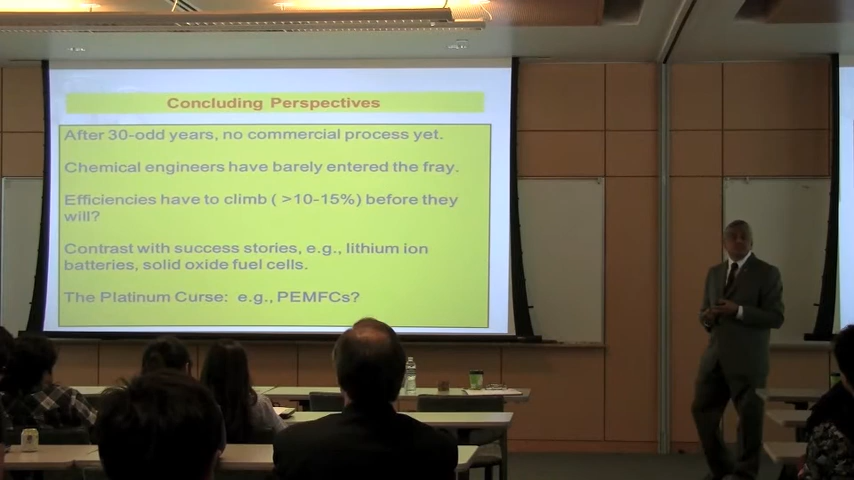 Concluding Perspectives
After 30-odd years, no commercial process yet.
Chemical engineers have barely entered the fray.
Efficiencies have to climb ( >10-15%) before they
will?
Contrast with success stories, e.g., lithium ion
batteries, solid oxide fuel cells.
The Platinum Curse: e.g., PEMFCs?